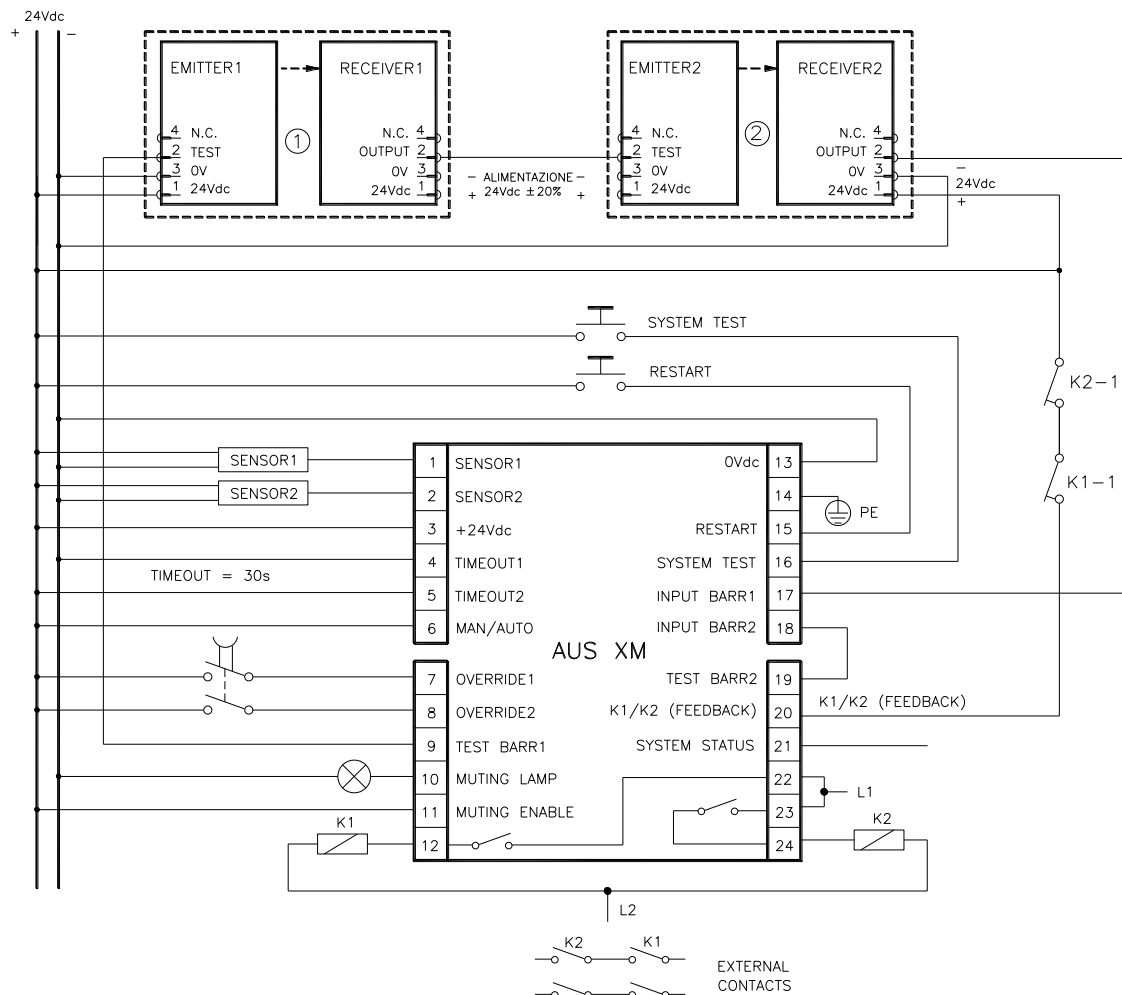 24Vdc
+ −
EMITTER1
RECEIVER1
EMITTER2
RECEIVER2
4 N.C.
2 TEST
3 0V
1 24Vdc
1
N.C. 4
OUTPUT 2
0V 3
24Vdc 1
− ALIMENTAZIONE −
+ 24Vdc ±20% +
4 N.C.
2 TEST
3 0V
1 24Vdc
2
N.C. 4
OUTPUT 2
0V 3
24Vdc 1
−
24Vdc
+
SYSTEM TEST
RESTART
K2-1
K1-1
SENSOR1
SENSOR2
TIMEOUT = 30s
1 SENSOR1
2 SENSOR2
3 +24Vdc
4 TIMEOUT1
5 TIMEOUT2
6 MAN/AUTO
7 OVERRIDE1
8 OVERRIDE2
9 TEST BARR1
10 MUTING LAMP
11 MUTING ENABLE
12
AUS XM
0Vdc 13
14
PE
RESTART 15
SYSTEM TEST 16
INPUT BARR1 17
INPUT BARR2 18
TEST BARR2 19
K1/K2 (FEEDBACK) 20
K1/K2 (FEEDBACK)
SYSTEM STATUS 21
22
23
24
L1
K1
K2
L2
K2 K1
EXTERNAL
CONTACTS